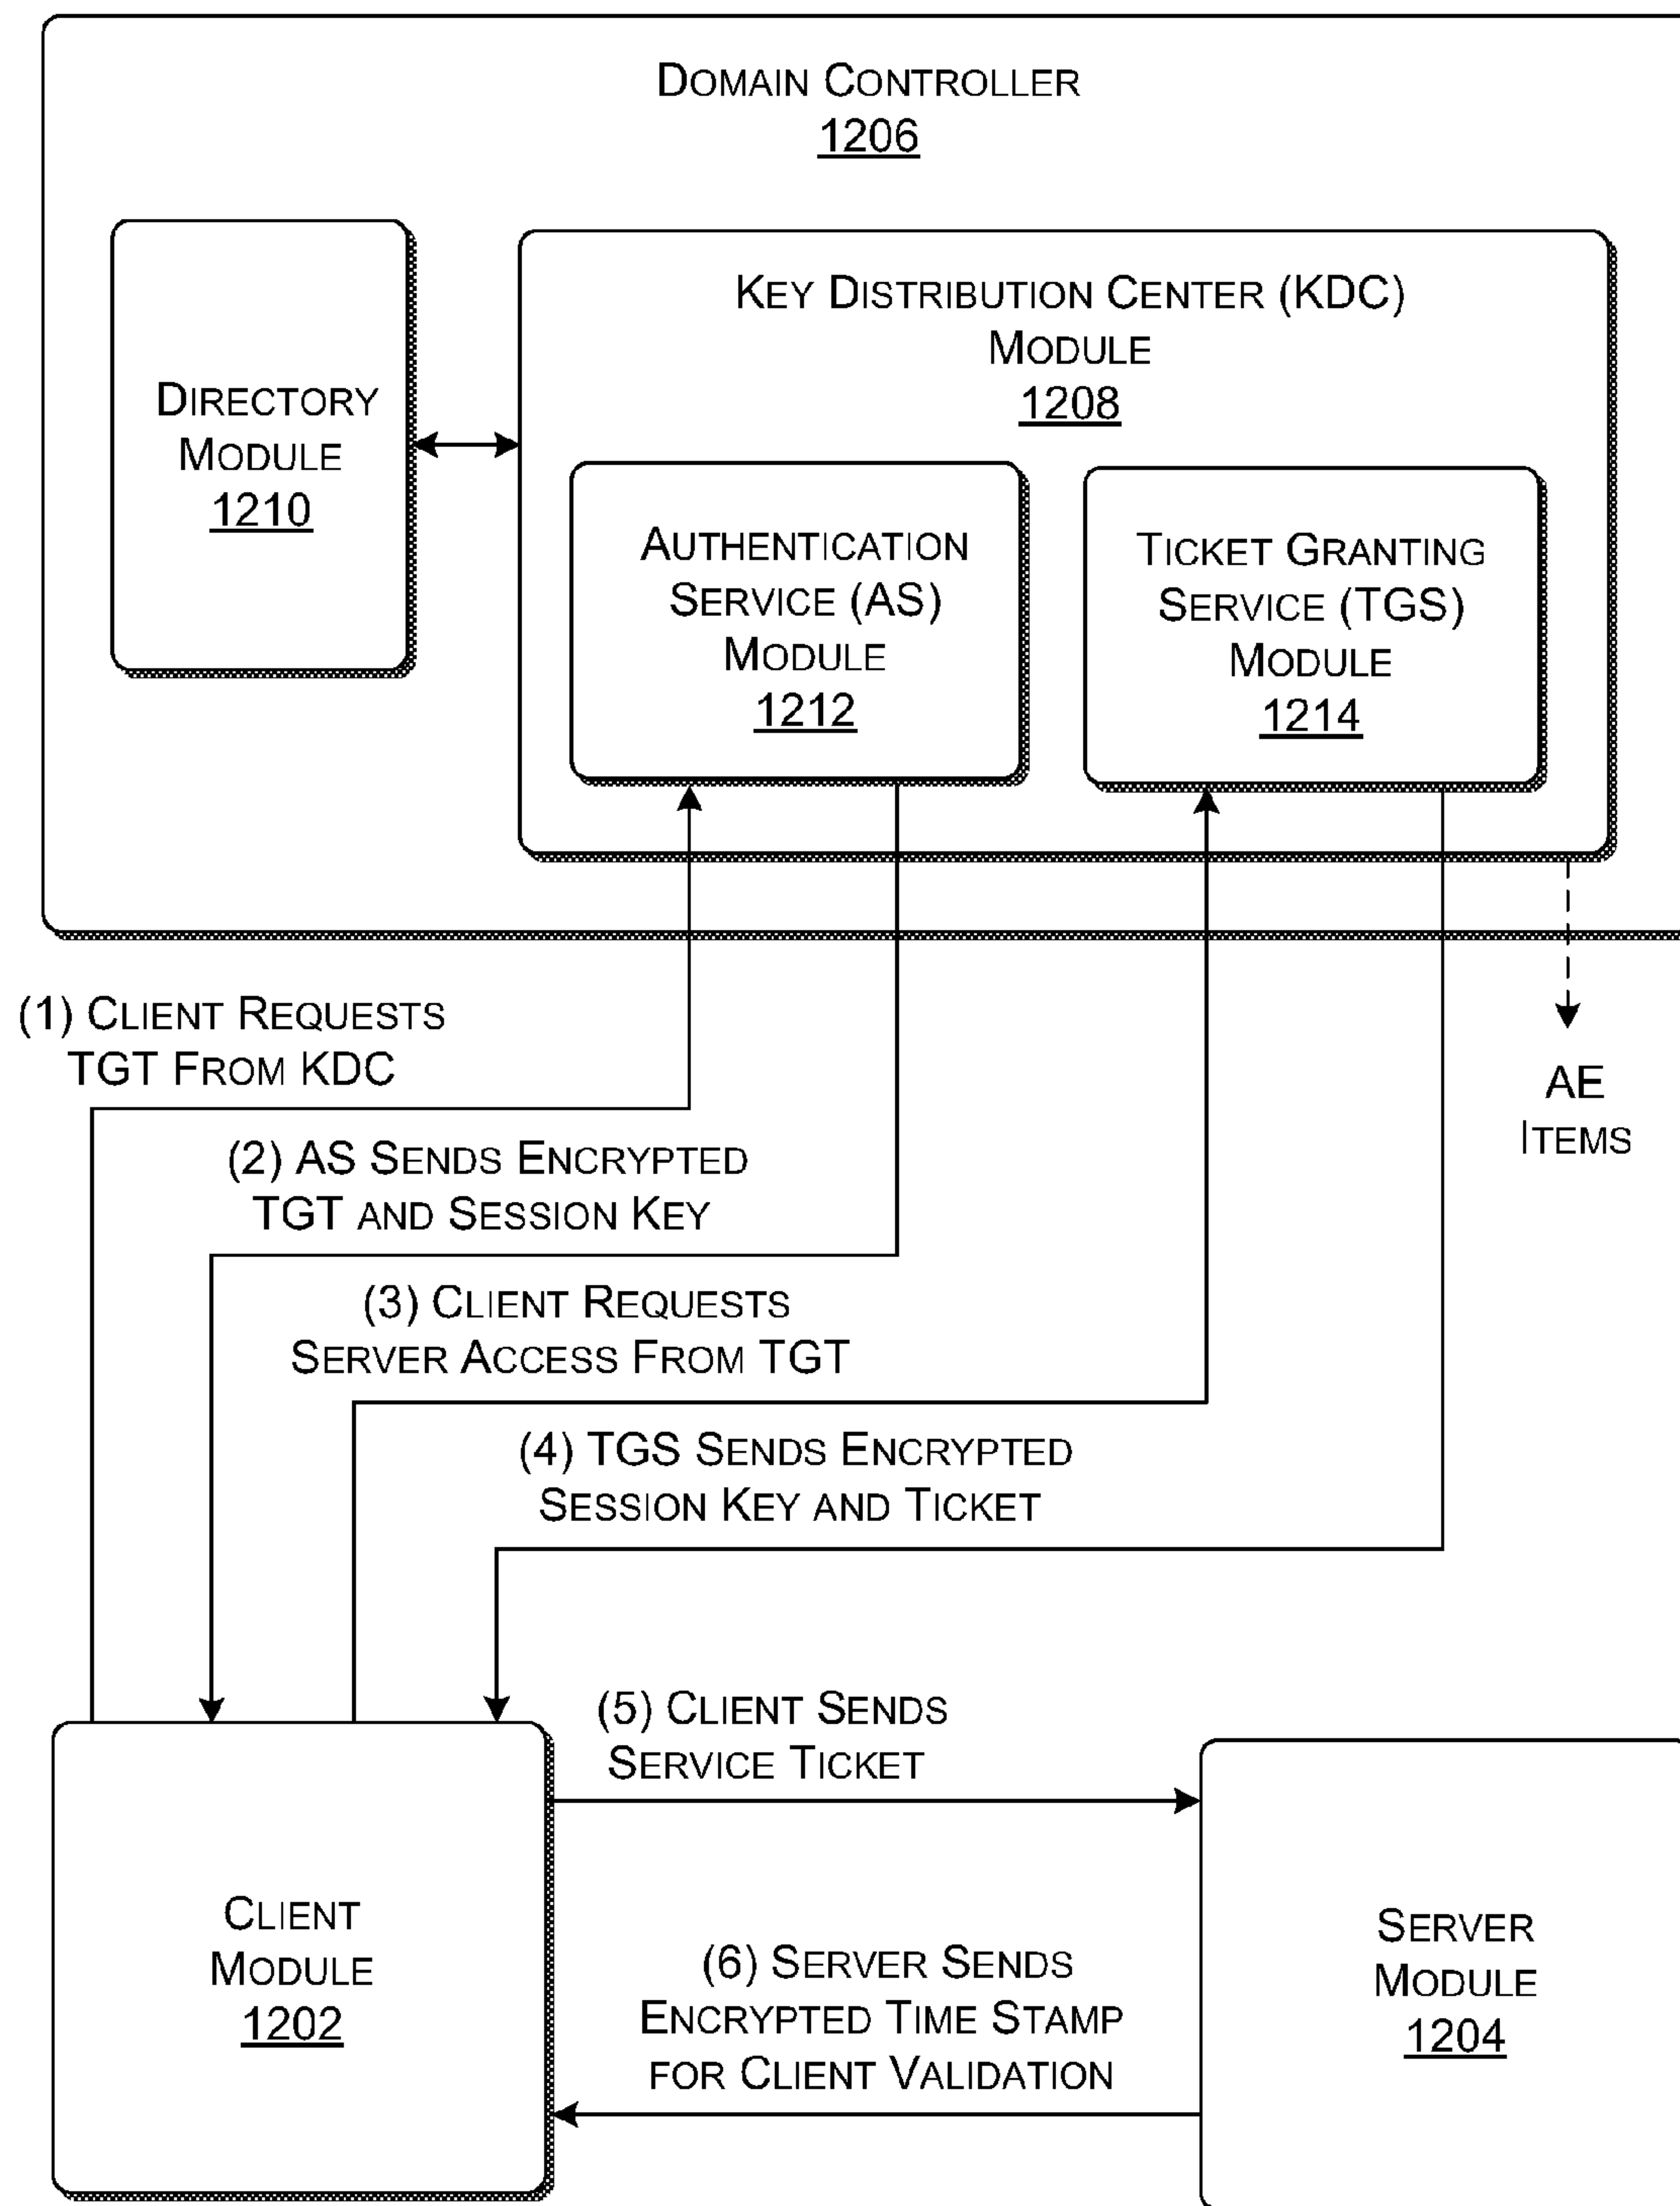 DOMAIN CONTROLLER
1206
DIRECTORY
MODULE
1210
KEY DISTRIBUTION CENTER (KDC)
MODULE
1208
AUTHENTICATION
SERVICE (AS)
MODULE
1212
TICKET GRANTING
SERVICE (TGS)
MODULE
1214
(1) CLIENT REQUESTS
TGT FROM KDC
AE
ITEMS
(2) AS SENDS ENCRYPTED
TGT AND SESSION KEY
(3) CLIENT REQUESTS
SERVER ACCESS FROM TGT
(4) TGS SENDS ENCRYPTED
SESSION KEY AND TICKET
(5) CLIENT SENDS
SERVICE TICKET
CLIENT
MODULE
1202
(6) SERVER SENDS
ENCRYPTED TIME STAMP
FOR CLIENT VALIDATION
SERVER
MODULE
1204